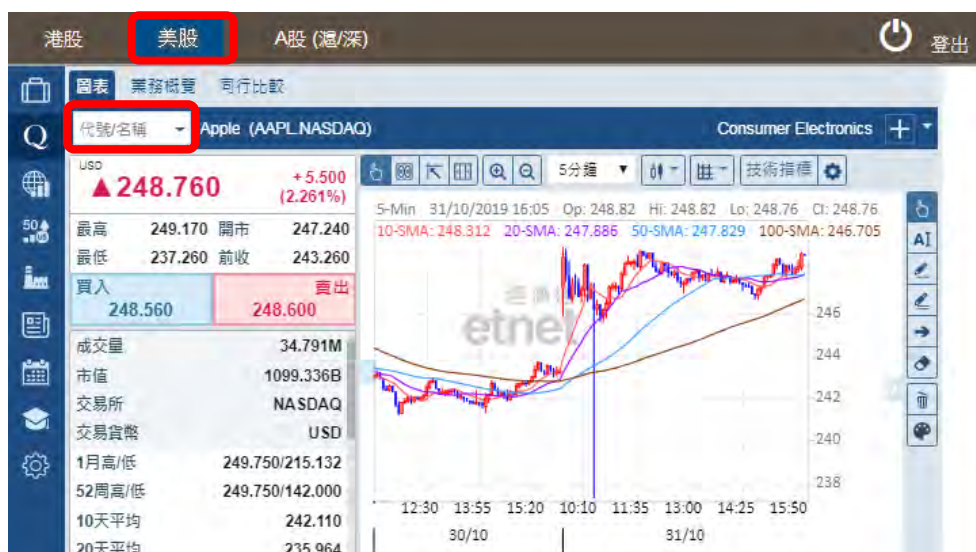 港股 美股 A股 (滬/深) 登出
圖表 業務概覽 同行比較
代號/名稱 Apple (AAPL.NASDAQ) Consumer Electronics
USD
▲248.760 +5.500
(2.261%)
最高 249.170 開市 247.240
最低 237.260 前收 243.260
買入 賣出
248.560 248.600
成交量 34.791M
市值 1099.336B
交易所 NASDAQ
交易貨幣 USD
1月高/低 249.750/215.132
52周高/低 249.750/142.000
10天平均 242.110
20天平均 235.964
5分鐘 技術指標
5-Min 31/10/2019 16:05 Op: 248.82 Hi: 248.82 Lo: 248.76 Cl: 248.76
10-SMA: 248.312 20-SMA: 247.886 50-SMA: 247.829 100-SMA: 246.705
etnet
246
244
242
240
238
12:30 13:55 15:20 10:10 11:35 13:00 14:25 15:50
30/10 31/10
Q
50
AI